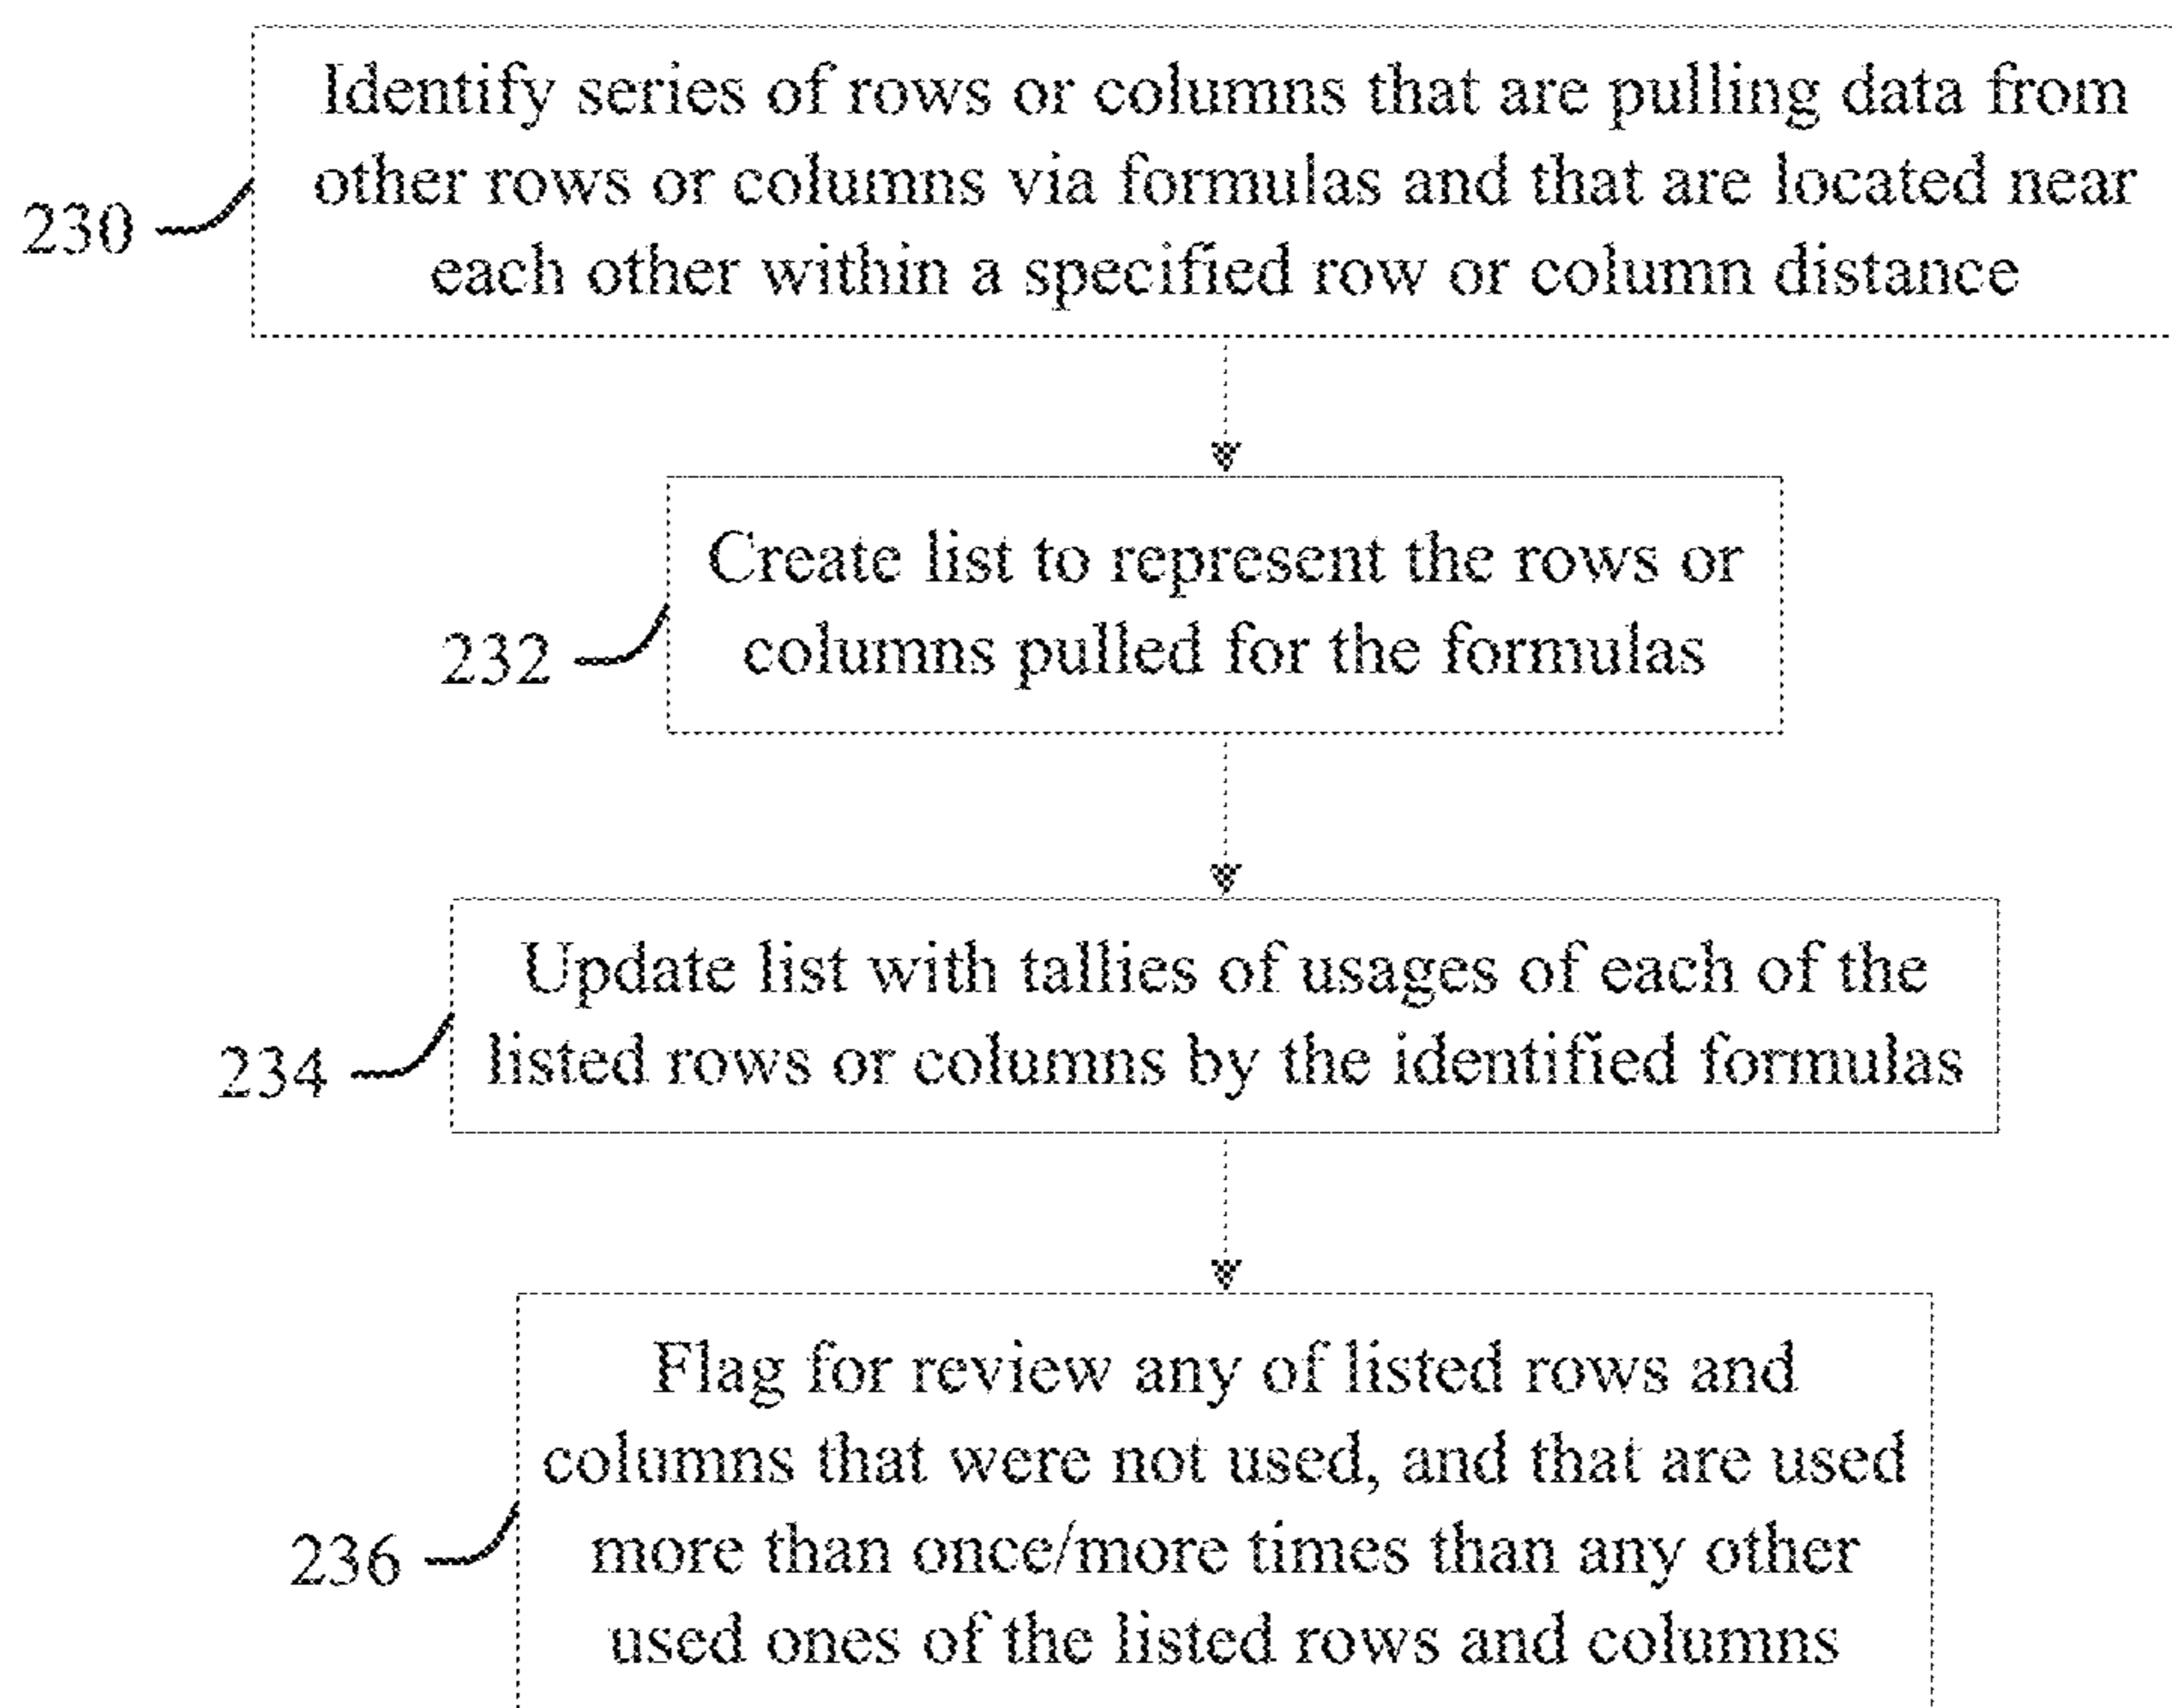 Identify series of rows or columns that are pulling data from
other rows or columns via formulas and that are located near
each other within a specified row or column distance
230
Create list to represent the rows or
columns pulled for the formulas
232
Update list with tallies of usages of each of the
listed rows or columns by the identified formulas
234
Flag for review any of listed rows and
columns that were not used, and that are used
more than once/more times than any other
used ones of the listed rows and columns
236